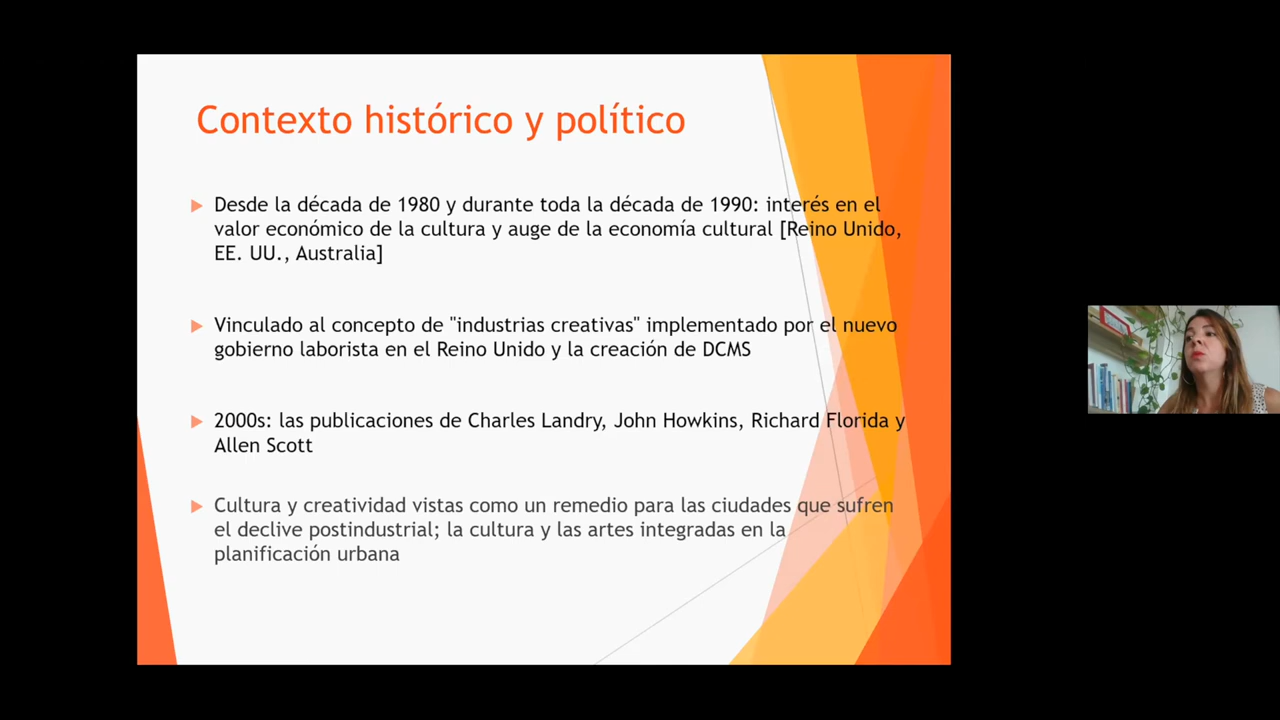 Contexto histórico y político
Desde la década de 1980 y durante toda la década de 1990: interés en el
valor económico de la cultura y auge de la economía cultural [Reino Unido,
EE. UU., Australia]
Vinculado al concepto de "industrias creativas" implementado por el nuevo
gobierno laborista en el Reino Unido y la creación de DCMS
2000s: las publicaciones de Charles Landry, John Howkins, Richard Florida y
Allen Scott
Cultura y creatividad vistas como un remedio para las ciudades que sufren
el declive postindustrial; la cultura y las artes integradas en la
planificación urbana